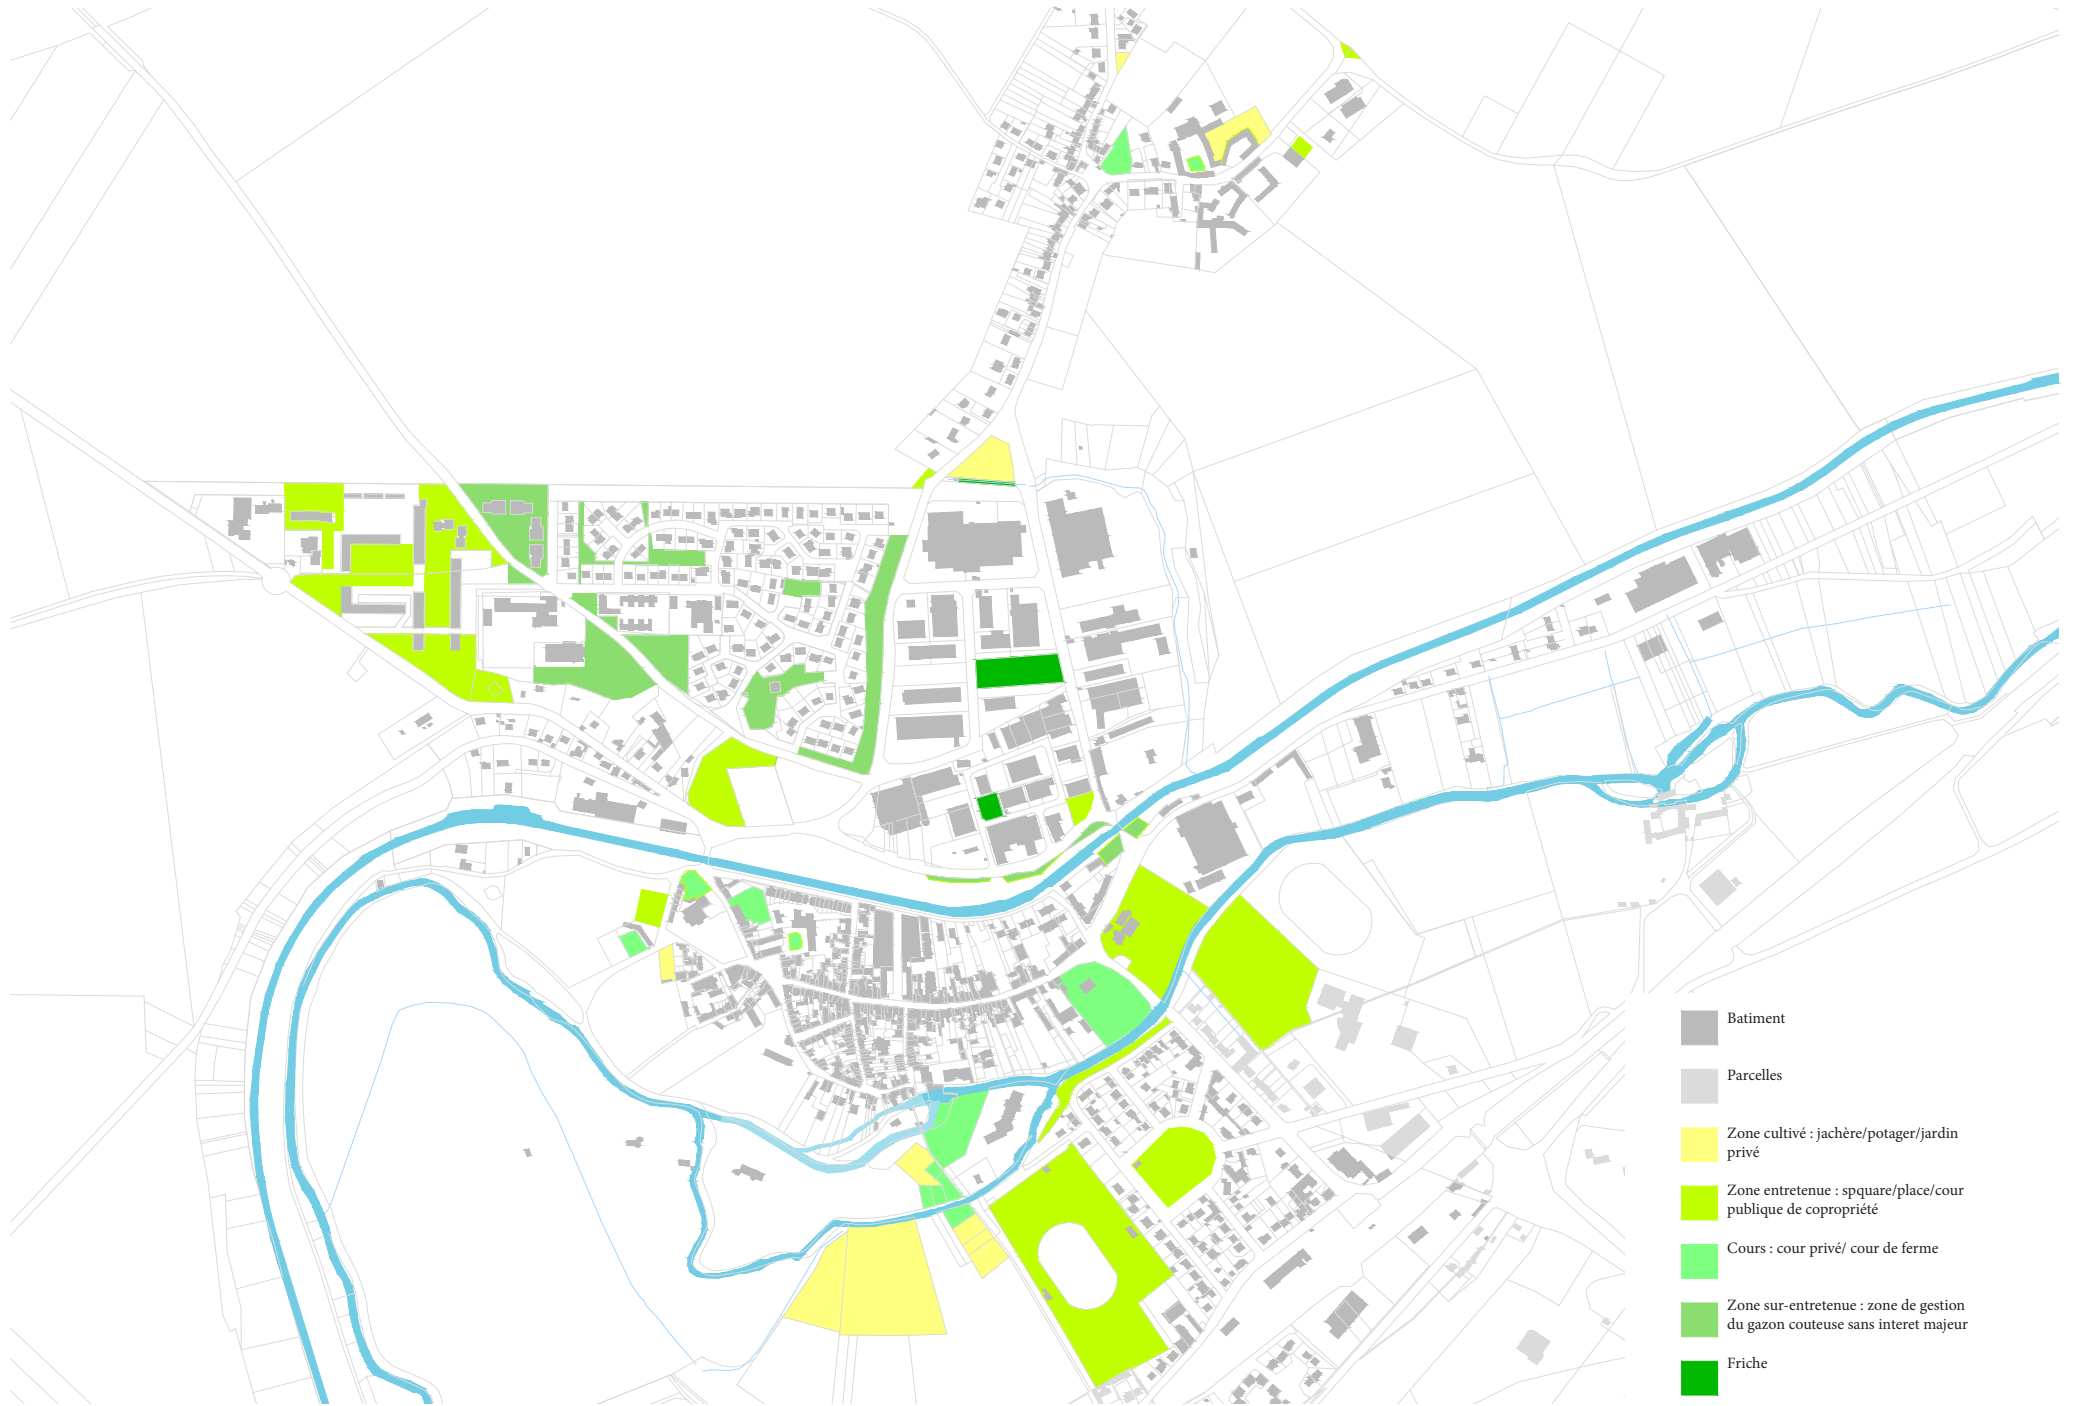 Batiment
Parcelles
Zone cultivé : jachère/potager/jardin
privé
Zone entretenue : spquare/place/cour
publique de copropriété
Cours : cour privé/ cour de ferme
Zone sur-entretenue : zone de gestion
du gazon couteuse sans interet majeur
Friche